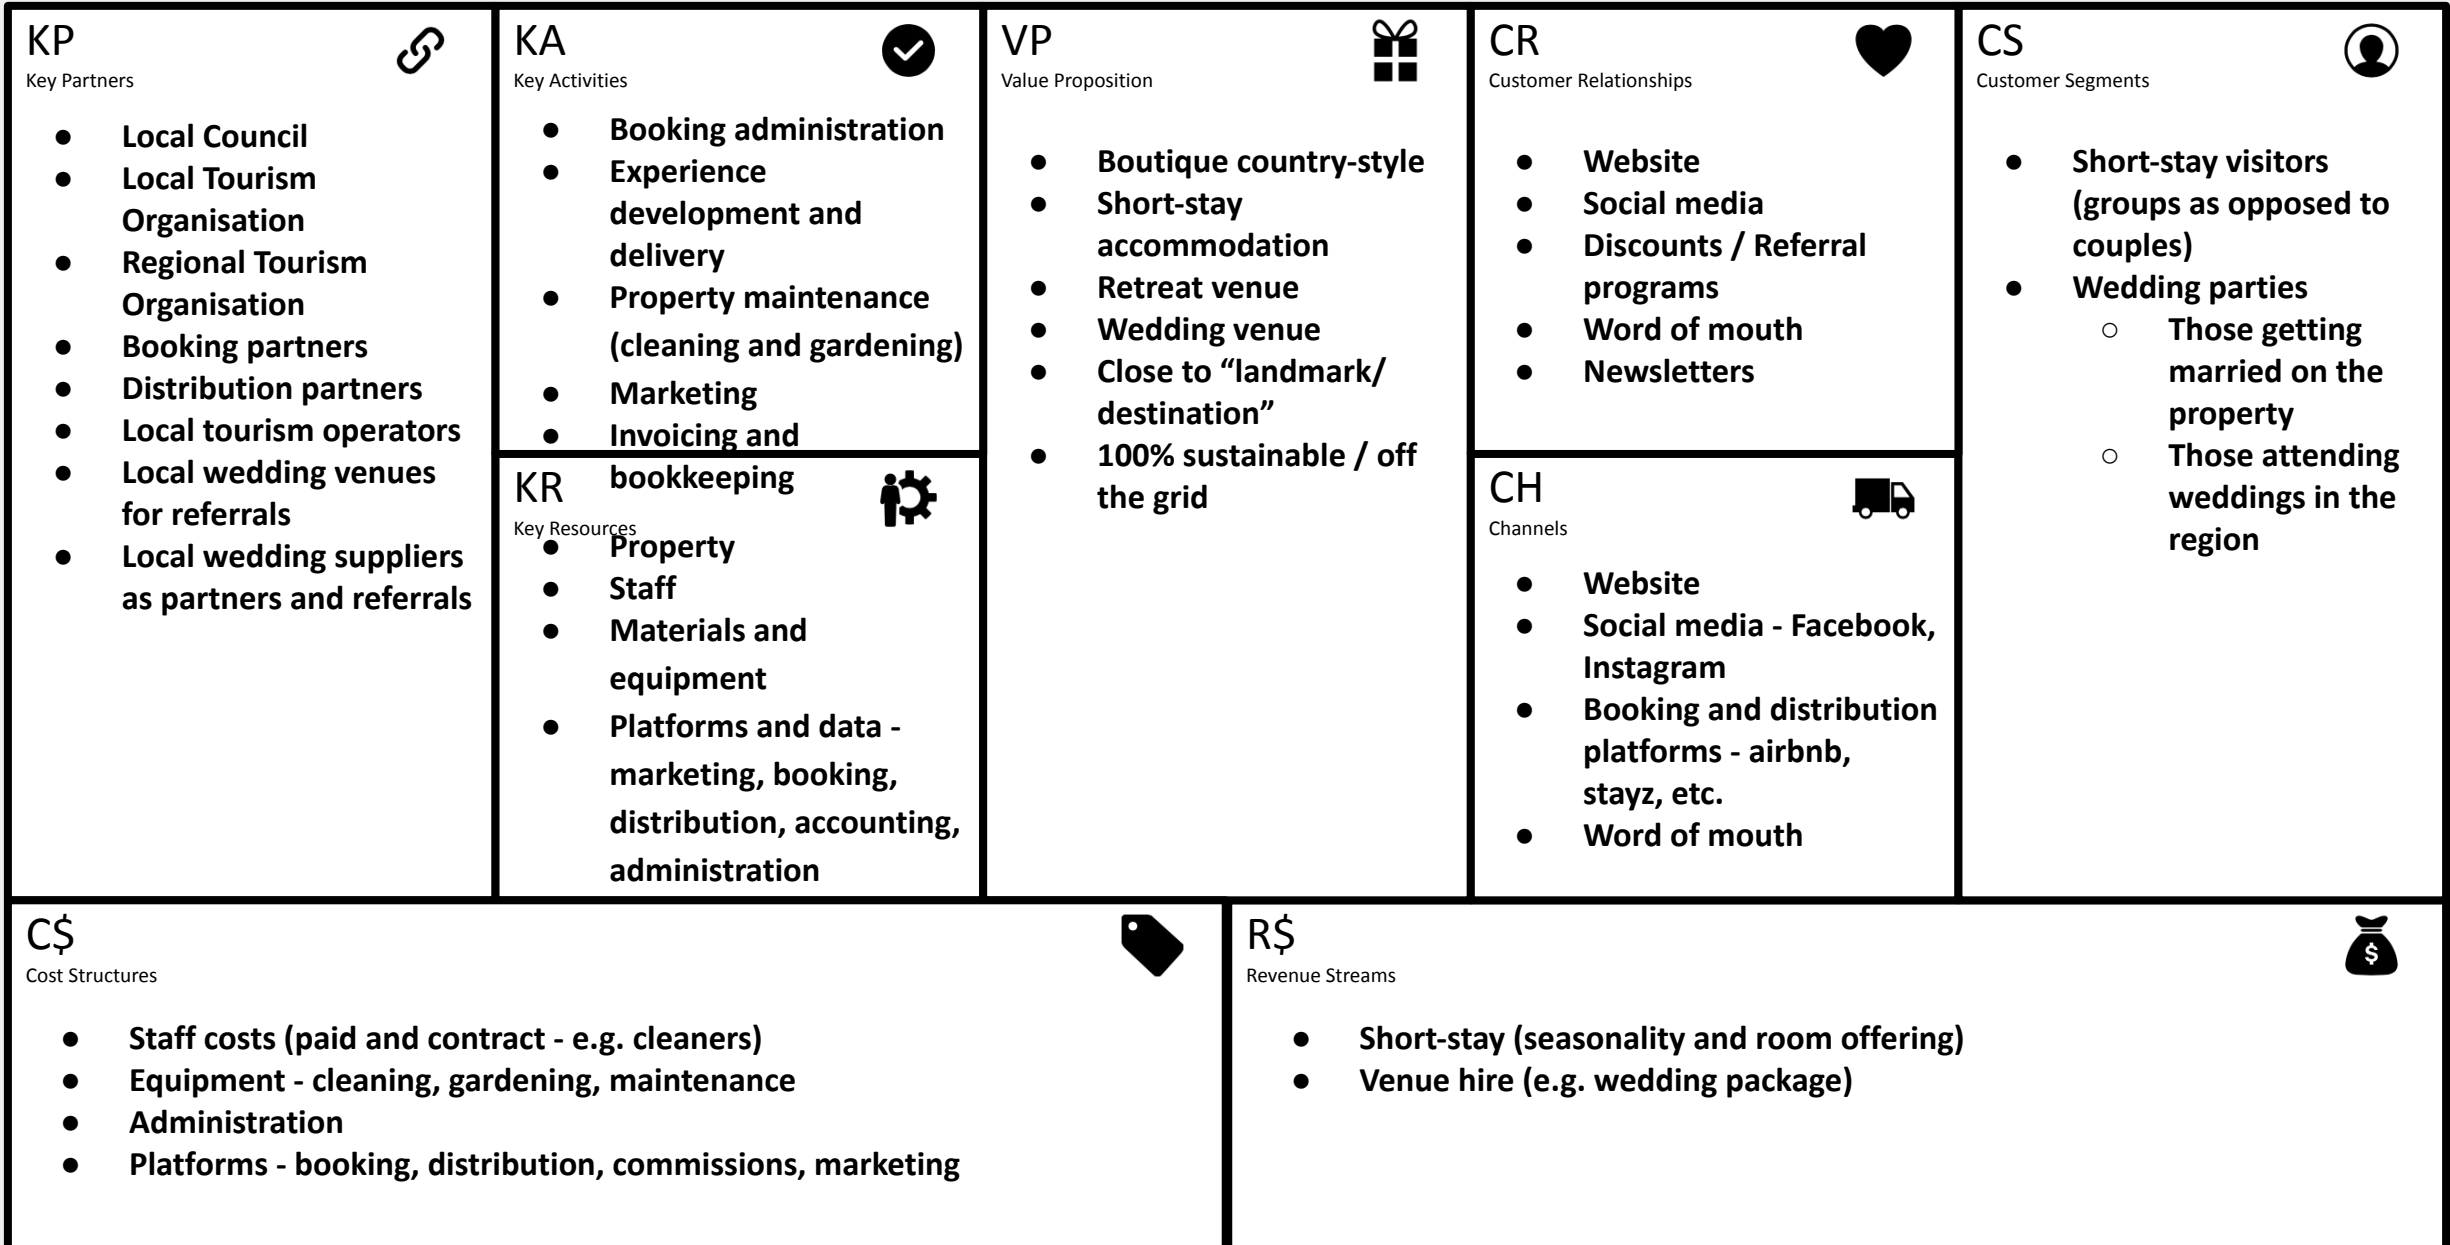 KP
Key Partners
● Local Council
● Local Tourism
Organisation
● Regional Tourism
Organisation
● Booking partners
● Distribution partners
● Local tourism operators
● Local wedding venues
for referrals
● Local wedding suppliers
as partners and referrals
KA
Key Activities
● Booking administration
● Experience
development and
delivery
● Property maintenance
(cleaning and gardening)
● Marketing
● Invoicing and
bookkeeping
KR
Key Resources
● Property
● Staff
● Materials and
equipment
● Platforms and data -
marketing, booking,
distribution, accounting,
administration
VP
Value Proposition
● Boutique country-style
● Short-stay
accommodation
● Retreat venue
● Wedding venue
● Close to “landmark/
destination”
● 100% sustainable / off
the grid
CR
Customer Relationships
● Website
● Social media
● Discounts / Referral
programs
● Word of mouth
● Newsletters
CH
Channels
● Website
● Social media - Facebook,
Instagram
● Booking and distribution
platforms - airbnb,
stayz, etc.
● Word of mouth
CS
Customer Segments
● Short-stay visitors
(groups as opposed to
couples)
● Wedding parties
○ Those getting
married on the
property
○ Those attending
weddings in the
region
C$
Cost Structures
● Staff costs (paid and contract - e.g. cleaners)
● Equipment - cleaning, gardening, maintenance
● Administration
● Platforms - booking, distribution, commissions, marketing
R$
Revenue Streams
$
● Short-stay (seasonality and room offering)
● Venue hire (e.g. wedding package)